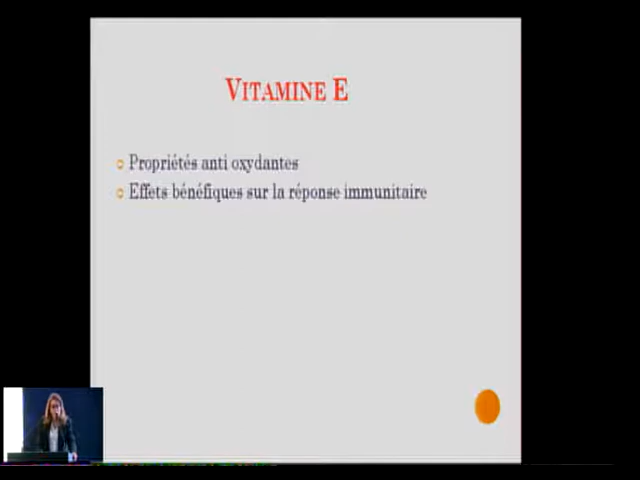 VITAMINE E
Propriétés anti oxydantes
Effets bénéfiques sur la réponse immunitaire